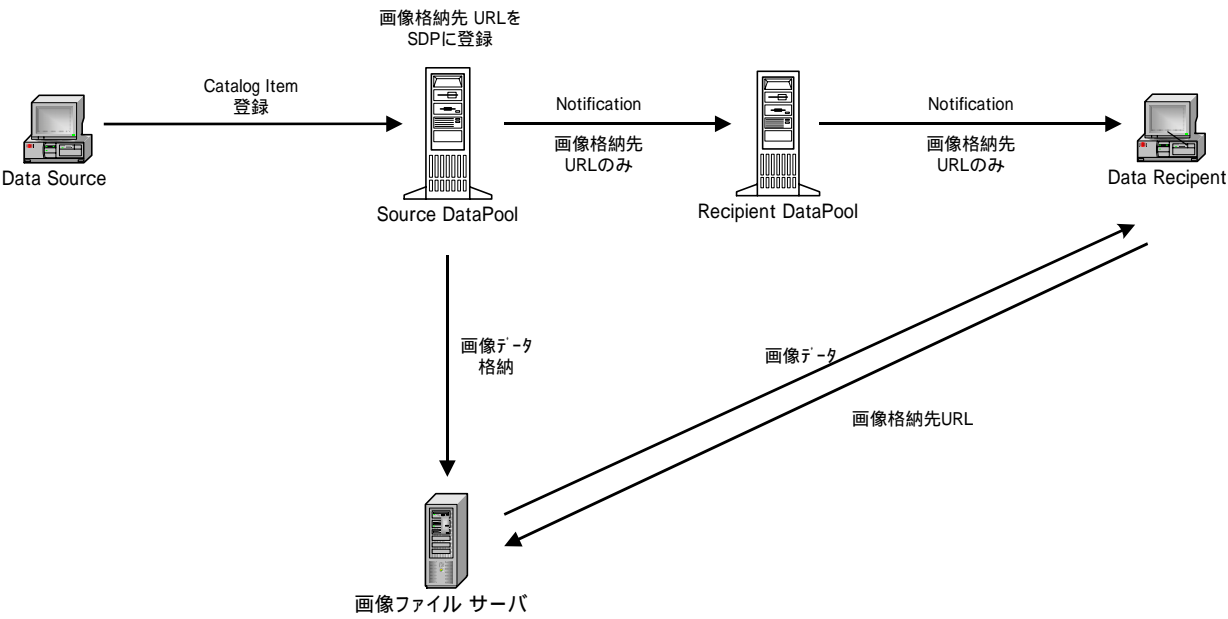 画像格納先 URLを
SDPに登録
Catalog Item
登録
Notification
画像格納先
URLのみ
Notification
画像格納先
URLのみ
Data Source
Source DataPool
Recipient DataPool
Data Recipent
画像ﾃﾞｰﾀ
格納
画像ﾃﾞｰﾀ
画像格納先URL
画像ファイル サーバ